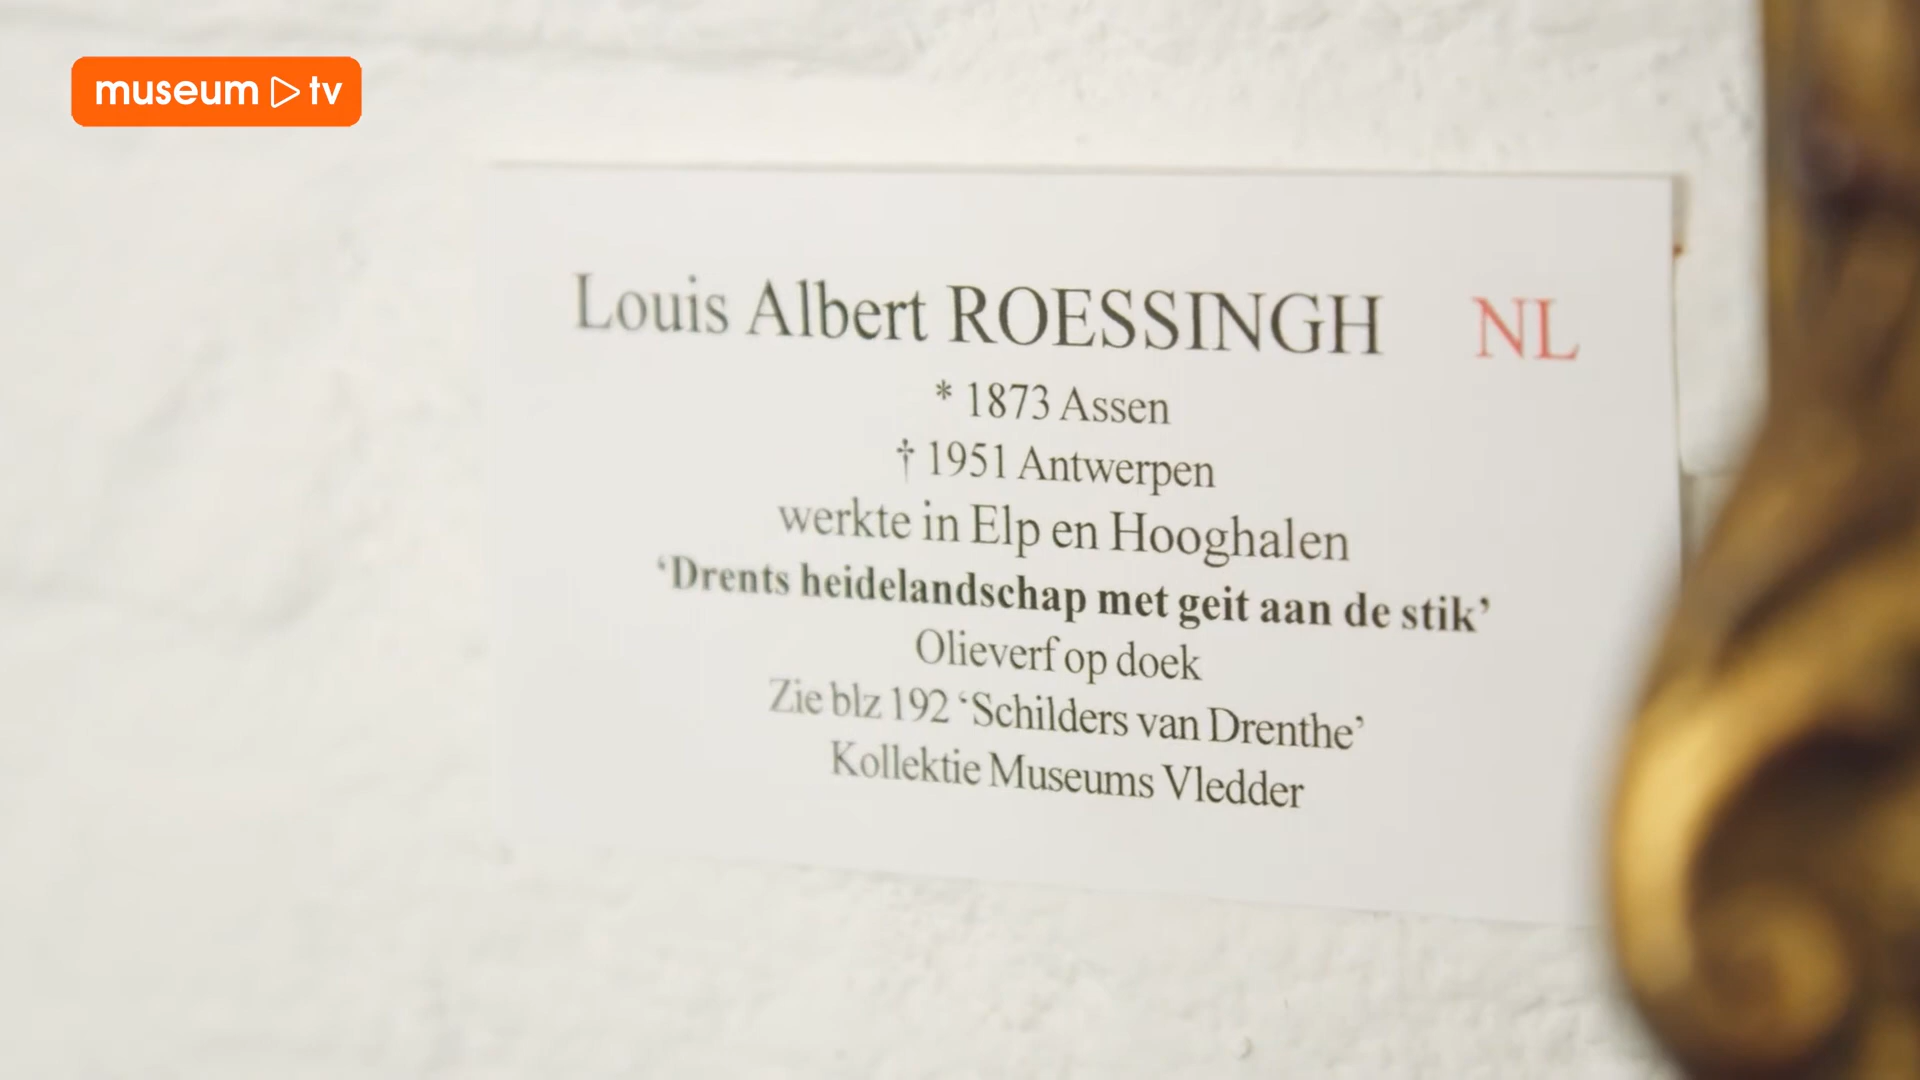 museum tv
Louis Albert ROESSINGH NL
* 1873 Assen
† 1951 Antwerpen
werkte in Elp en Hooghalen
‘Drents heidelandschap met geit aan de stik’
Olieverf op doek
Zie blz 192 ‘Schilders van Drenthe’
Kollektie Museums Vledder